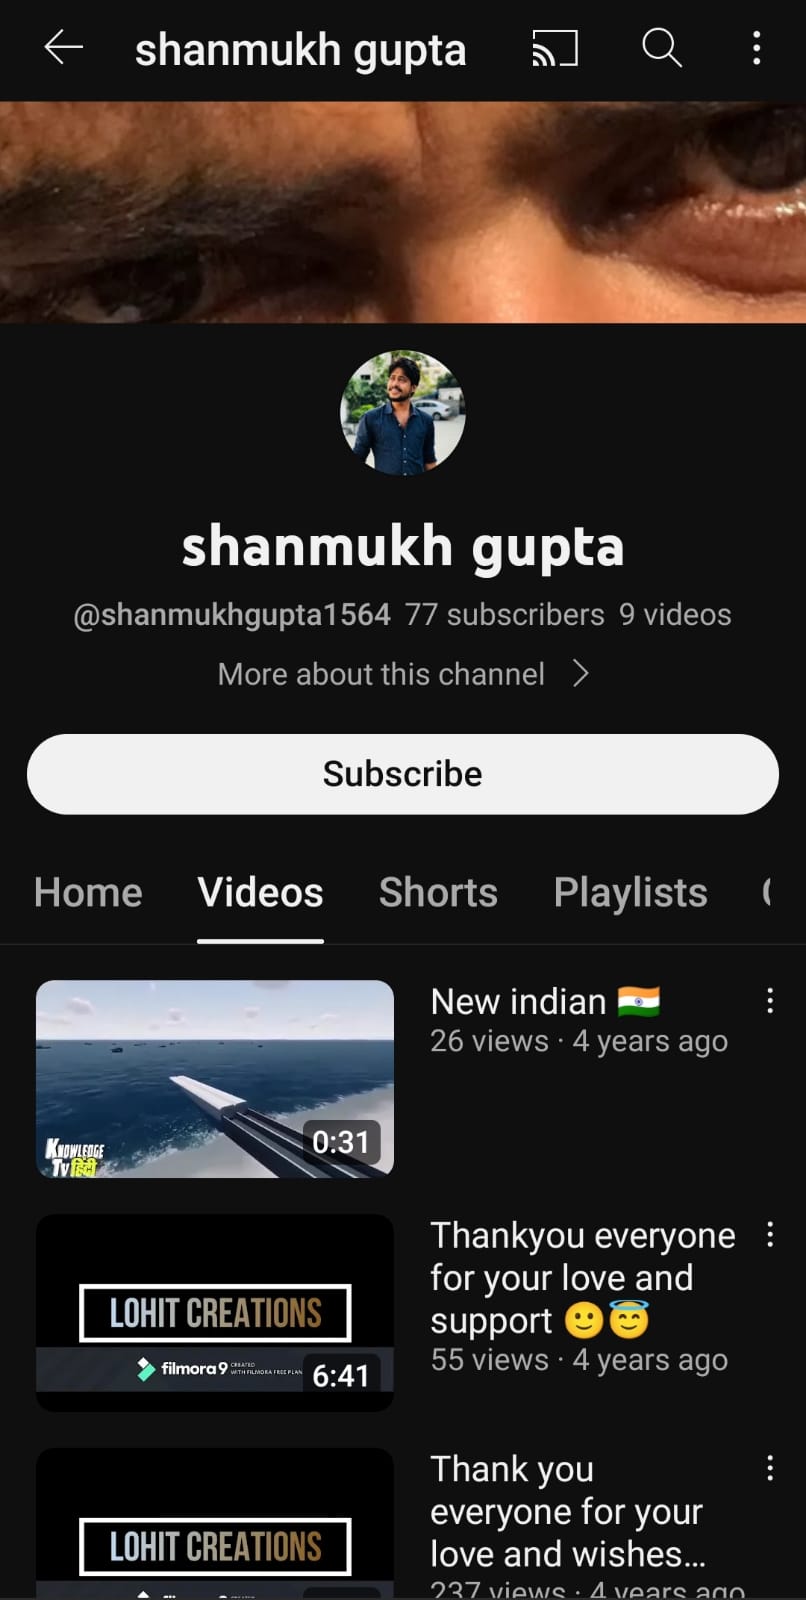 shanmukh gupta
shanmukh gupta
@shanmukhgupta1564 77 subscribers 9 videos
More about this channel
Subscribe
Home Videos Shorts Playlists
New indian 🇮🇳
26 views · 4 years ago
KNOWLEDGE
TV हिंदी
0:31
Thankyou everyone
for your love and
support 🙂😇
55 views · 4 years ago
LOHIT CREATIONS
filmora9 CREATED
WITH FILMORA FREE PLAN
6:41
Thank you
everyone for your
love and wishes...
237 views · 4 years ago
LOHIT CREATIONS